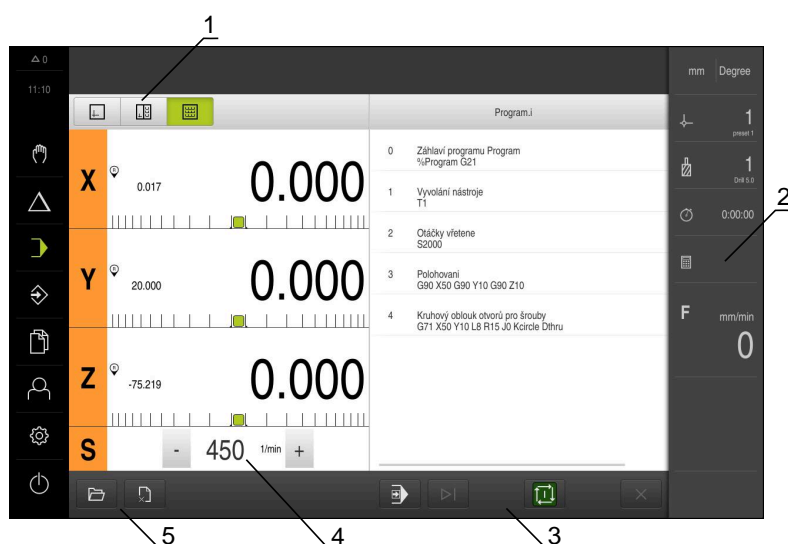 1
0
11:10
mm Degree
Program.i
1
preset 1
1
Drill 5.0
0:00:00
2
F mm/min
0
X
R
0.017
0.000
Y
R
20.000
0.000
Z
R
-75.219
0.000
S
- 450 1/min +
0 Záhlaví programu Program
%Program G21
1 Vyvolání nástroje
T1
2 Otáčky vřetene
S2000
3 Polohovani
G90 X50 G90 Y10 G90 Z10
4 Kruhový oblouk otvorů pro šrouby
G71 X50 Y10 L8 R15 J0 Kcircle Dthru
5
4
3